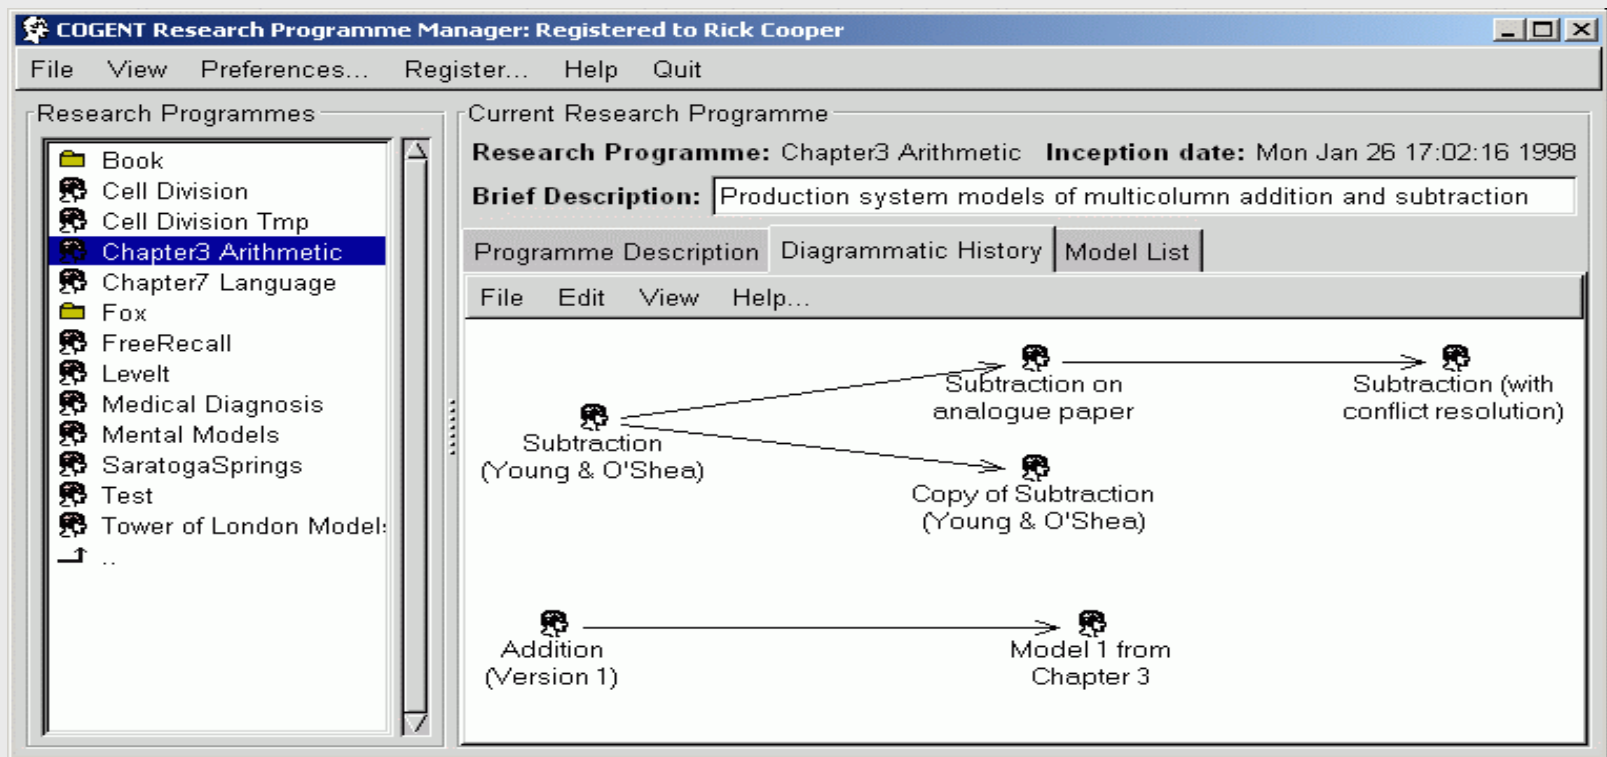 COGENT Research Programme Manager: Registered to Rick Cooper
File View Preferences... Register... Help Quit
Research Programmes
Book
Cell Division
Cell Division Tmp
Chapter3 Arithmetic
Chapter7 Language
Fox
FreeRecall
Levelt
Medical Diagnosis
Mental Models
SaratogaSprings
Test
Tower of London Models
..
Current Research Programme
Research Programme: Chapter3 Arithmetic Inception date: Mon Jan 26 17:02:16 1998
Brief Description: Production system models of multicolumn addition and subtraction
Programme Description Diagrammatic History Model List
File Edit View Help...
Subtraction
(Young & O'Shea)
Subtraction on
analogue paper
Subtraction (with
conflict resolution)
Copy of Subtraction
(Young & O'Shea)
Addition
(Version 1)
Model 1 from
Chapter 3